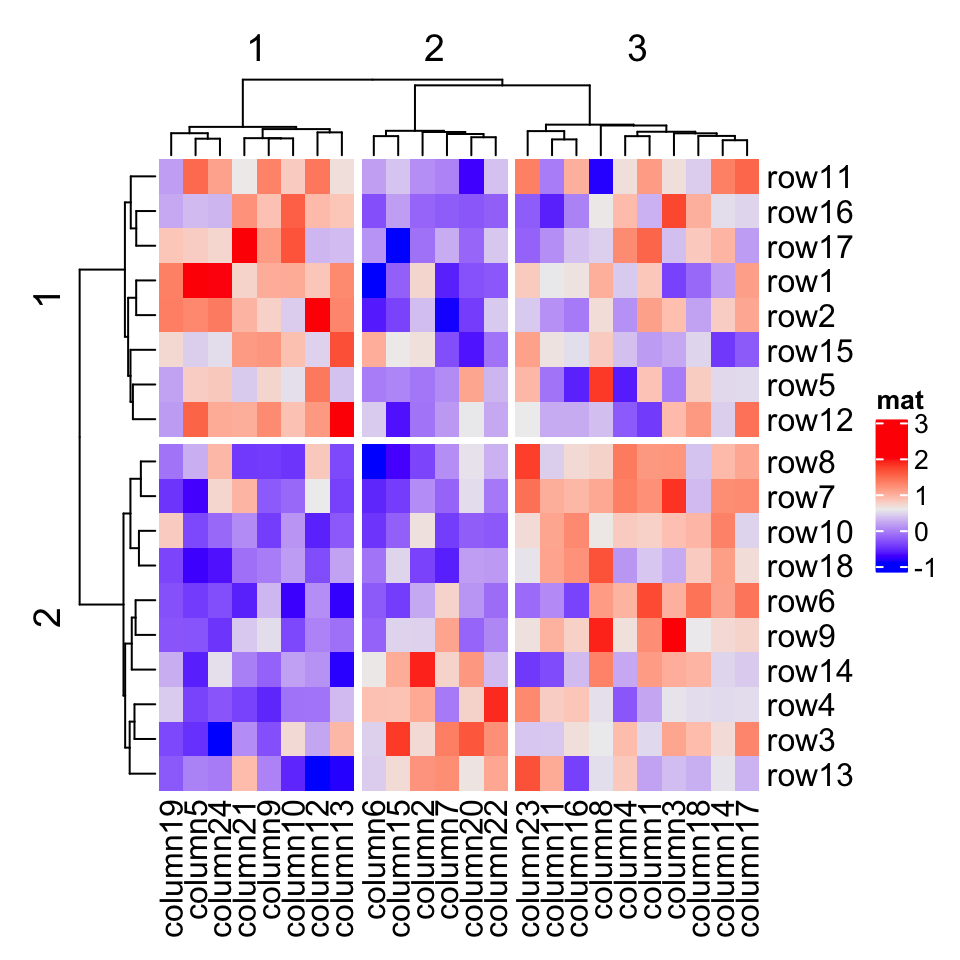 1 2 3
row11
row16
row17
row1
row2
row15
row5
row12
row8
row7
row10
row18
row6
row9
row14
row4
row3
row13
1
2
column19
column5
column24
column21
column9
column10
column12
column13
column6
column15
column2
column7
column20
column22
column23
column11
column16
column8
column4
column1
column3
column18
column14
column17
mat
3
2
1
0
-1